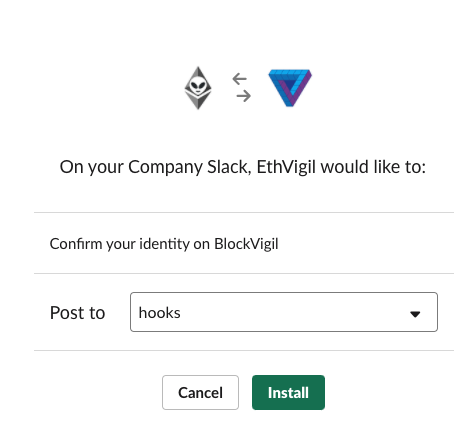 On your Company Slack, EthVigil would like to:
Confirm your identity on BlockVigil
Post to hooks
Cancel Install